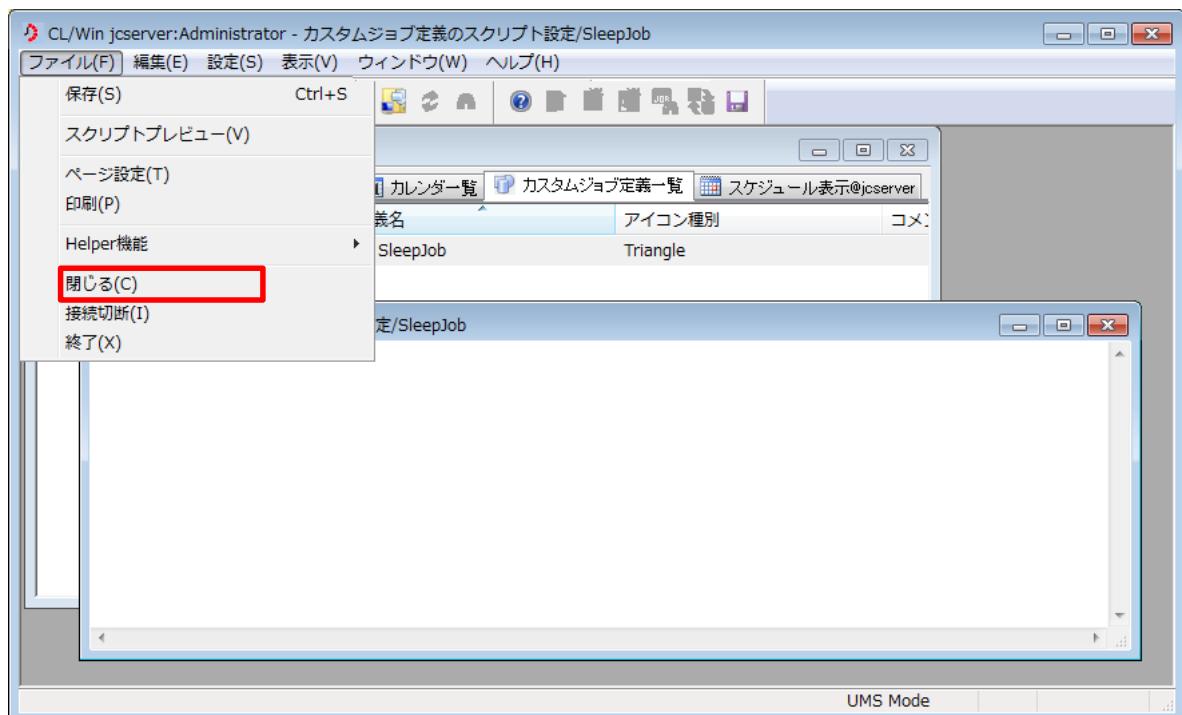 CL/Win jcserver:Administrator - カスタムジョブ定義のスクリプト設定/SleepJob
ファイル(F) 編集(E) 設定(S) 表示(V) ウィンドウ(W) ヘルプ(H)
保存(S) Ctrl+S
スクリプトプレビュー(V)
ページ設定(T)
印刷(P)
Helper機能
閉じる(C)
接続切断(I)
終了(X)
カレンダー一覧 カスタムジョブ定義一覧 スケジュール表示@jcserver
義名 アイコン種別 コメ
SleepJob Triangle
定/SleepJob
UMS Mode